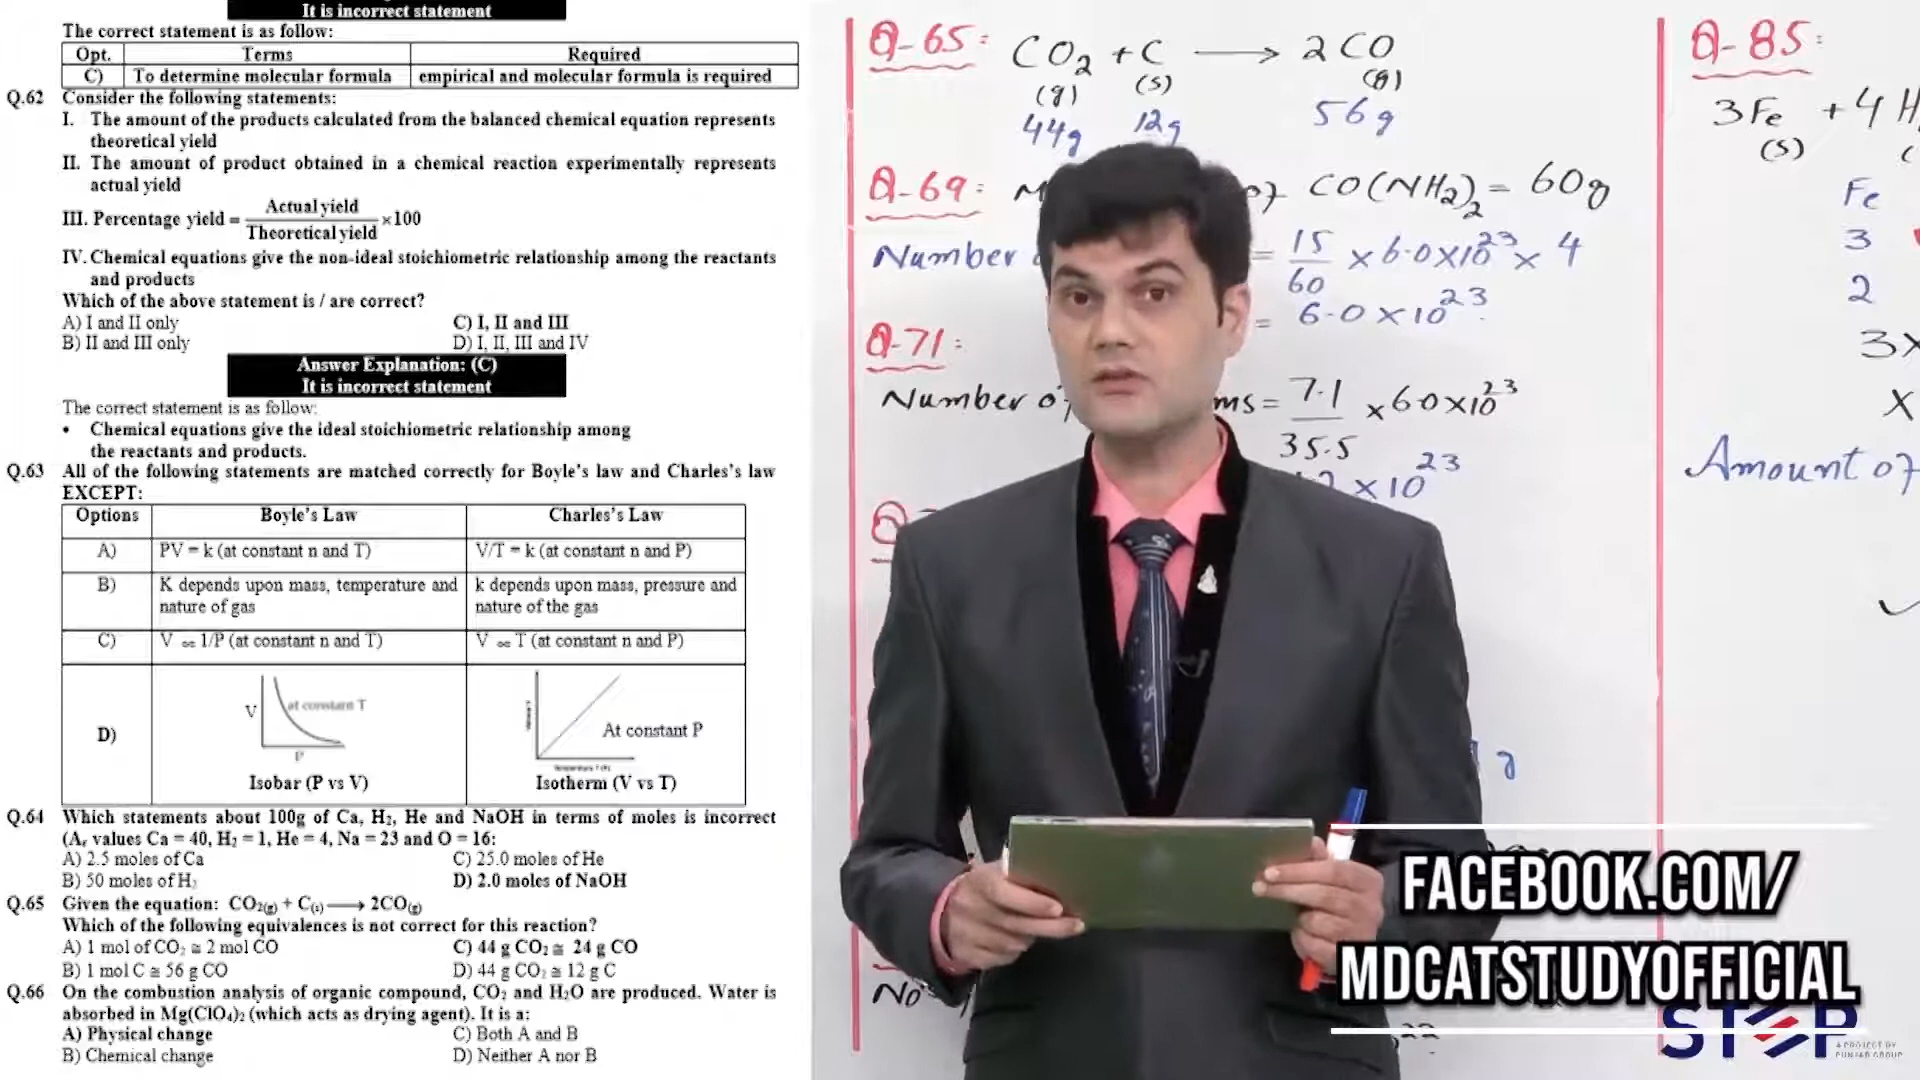 It is incorrect statement
The correct statement is as follow:
Opt. Terms Required
C) To determine molecular formula empirical and molecular formula is required
Q.62 Consider the following statements:
I. The amount of the products calculated from the balanced chemical equation represents
theoretical yield
II. The amount of product obtained in a chemical reaction experimentally represents
actual yield
III. Percentage yield = Actual yield / Theoretical yield ×100
IV. Chemical equations give the non-ideal stoichiometric relationship among the reactants
and products
Which of the above statement is / are correct?
A) I and II only C) I, II and III
B) II and III only D) I, II, III and IV
Answer Explanation: (C)
It is incorrect statement
The correct statement is as follow:
• Chemical equations give the ideal stoichiometric relationship among
the reactants and products.
Q.63 All of the following statements are matched correctly for Boyle's law and Charles's law
EXCEPT:
Options Boyle's Law Charles's Law
A) PV = k (at constant n and T) V/T = k (at constant n and P)
B) K depends upon mass, temperature and k depends upon mass, pressure and
nature of gas nature of the gas
C) V ∝ 1/P (at constant n and T) V ∝ T (at constant n and P)
D)
V at constant T
P
At constant P
Isobar (P vs V) Isotherm (V vs T)
Q.64 Which statements about 100g of Ca, H₂, He and NaOH in terms of moles is incorrect
(Aᵣ values Ca = 40, H₂ = 1, He = 4, Na = 23 and O = 16:
A) 2.5 moles of Ca C) 25.0 moles of He
B) 50 moles of H₂ D) 2.0 moles of NaOH
Q.65 Given the equation: CO₂(g) + C(s) ⟶ 2CO(g)
Which of the following equivalences is not correct for this reaction?
A) 1 mol of CO₂ ≅ 2 mol CO C) 44 g CO₂ ≅ 24 g CO
B) 1 mol C ≅ 56 g CO D) 44 g CO₂ ≅ 12 g C
Q.66 On the combustion analysis of organic compound, CO₂ and H₂O are produced. Water is
absorbed in Mg(ClO₄)₂ (which acts as drying agent). It is a:
A) Physical change C) Both A and B
B) Chemical change D) Neither A nor B
Q-65: CO₂ + C ⟶ 2CO
(g) (s) (g)
44g 12g 56g
Q-69: CO(NH₂)₂ = 60g
Number = 15/60 × 6.0×10²³ × 4
= 6.0 × 10²³
Q-71:
Number of ms = 7.1/35.5 × 6.0×10²³
× 10²³
g
No
Q-85:
3Fe + 4H
(s)
Fe
3
2
3×
X
Amount of
FACEBOOK.COM/
MDCATSTUDYOFFICIAL
STEP
A PROJECT BY
PUNJAB GROUP